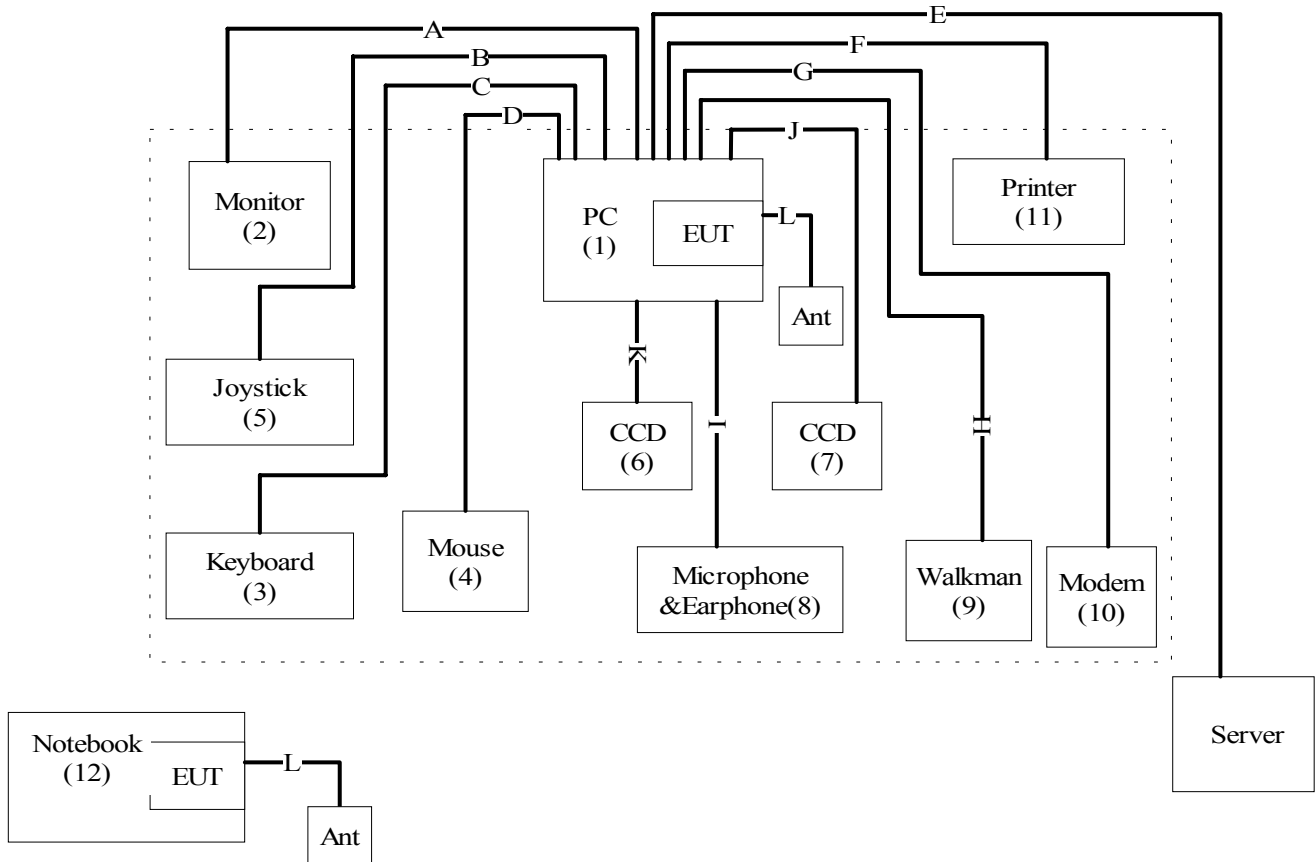 E
A
F
B
G
C
D
J
Monitor
(2)
PC
(1)
EUT
L
Ant
Printer
(11)
K
I
H
Joystick
(5)
CCD
(6)
CCD
(7)
Keyboard
(3)
Mouse
(4)
Microphone
&Earphone(8)
Walkman
(9)
Modem
(10)
Server
Notebook
(12)
EUT
L
Ant